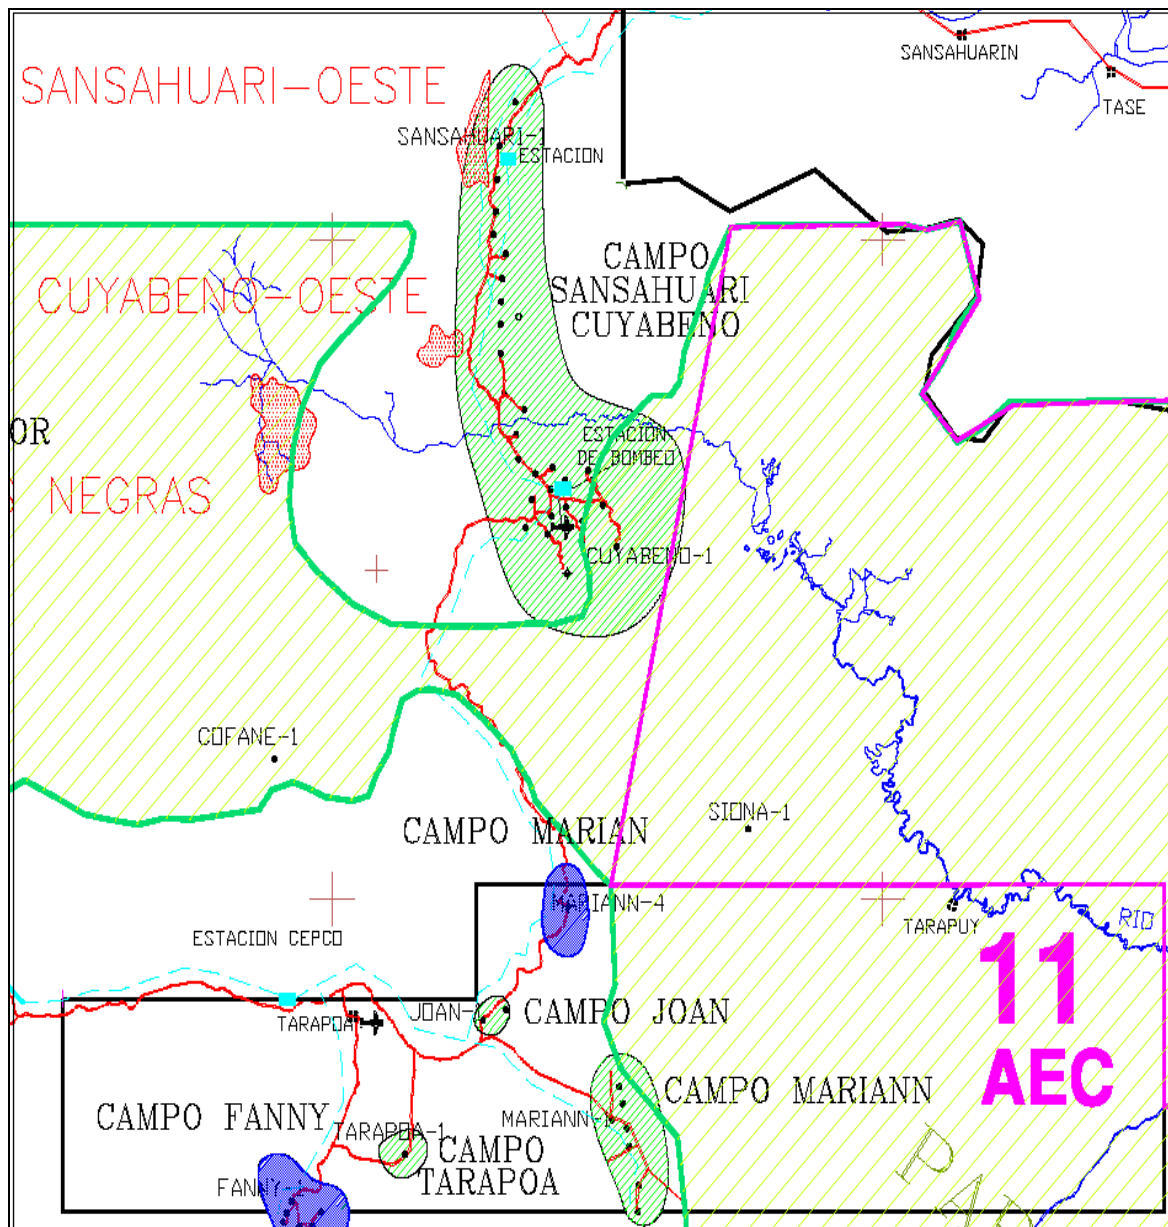 SANSAHUARIN
TASE
SANSAHUARI-OESTE
SANSAHUARI-1
ESTACION
CAMPO
SANSAHUARI
CUYABENO
CUYABENO-OESTE
OR
NEGRAS
ESTACION
DE BOMBEO
CUYABENO-1
COFANE-1
SIONA-1
CAMPO MARIAN
MARIANN-4
TARAPUY
RIO
ESTACION CEPCO
11
AEC
JOAN-
CAMPO JOAN
TARAPOA
CAMPO MARIANN
MARIANN-1
CAMPO FANNY
TARAPOA-1
CAMPO
TARAPOA
FANNY-
PAR